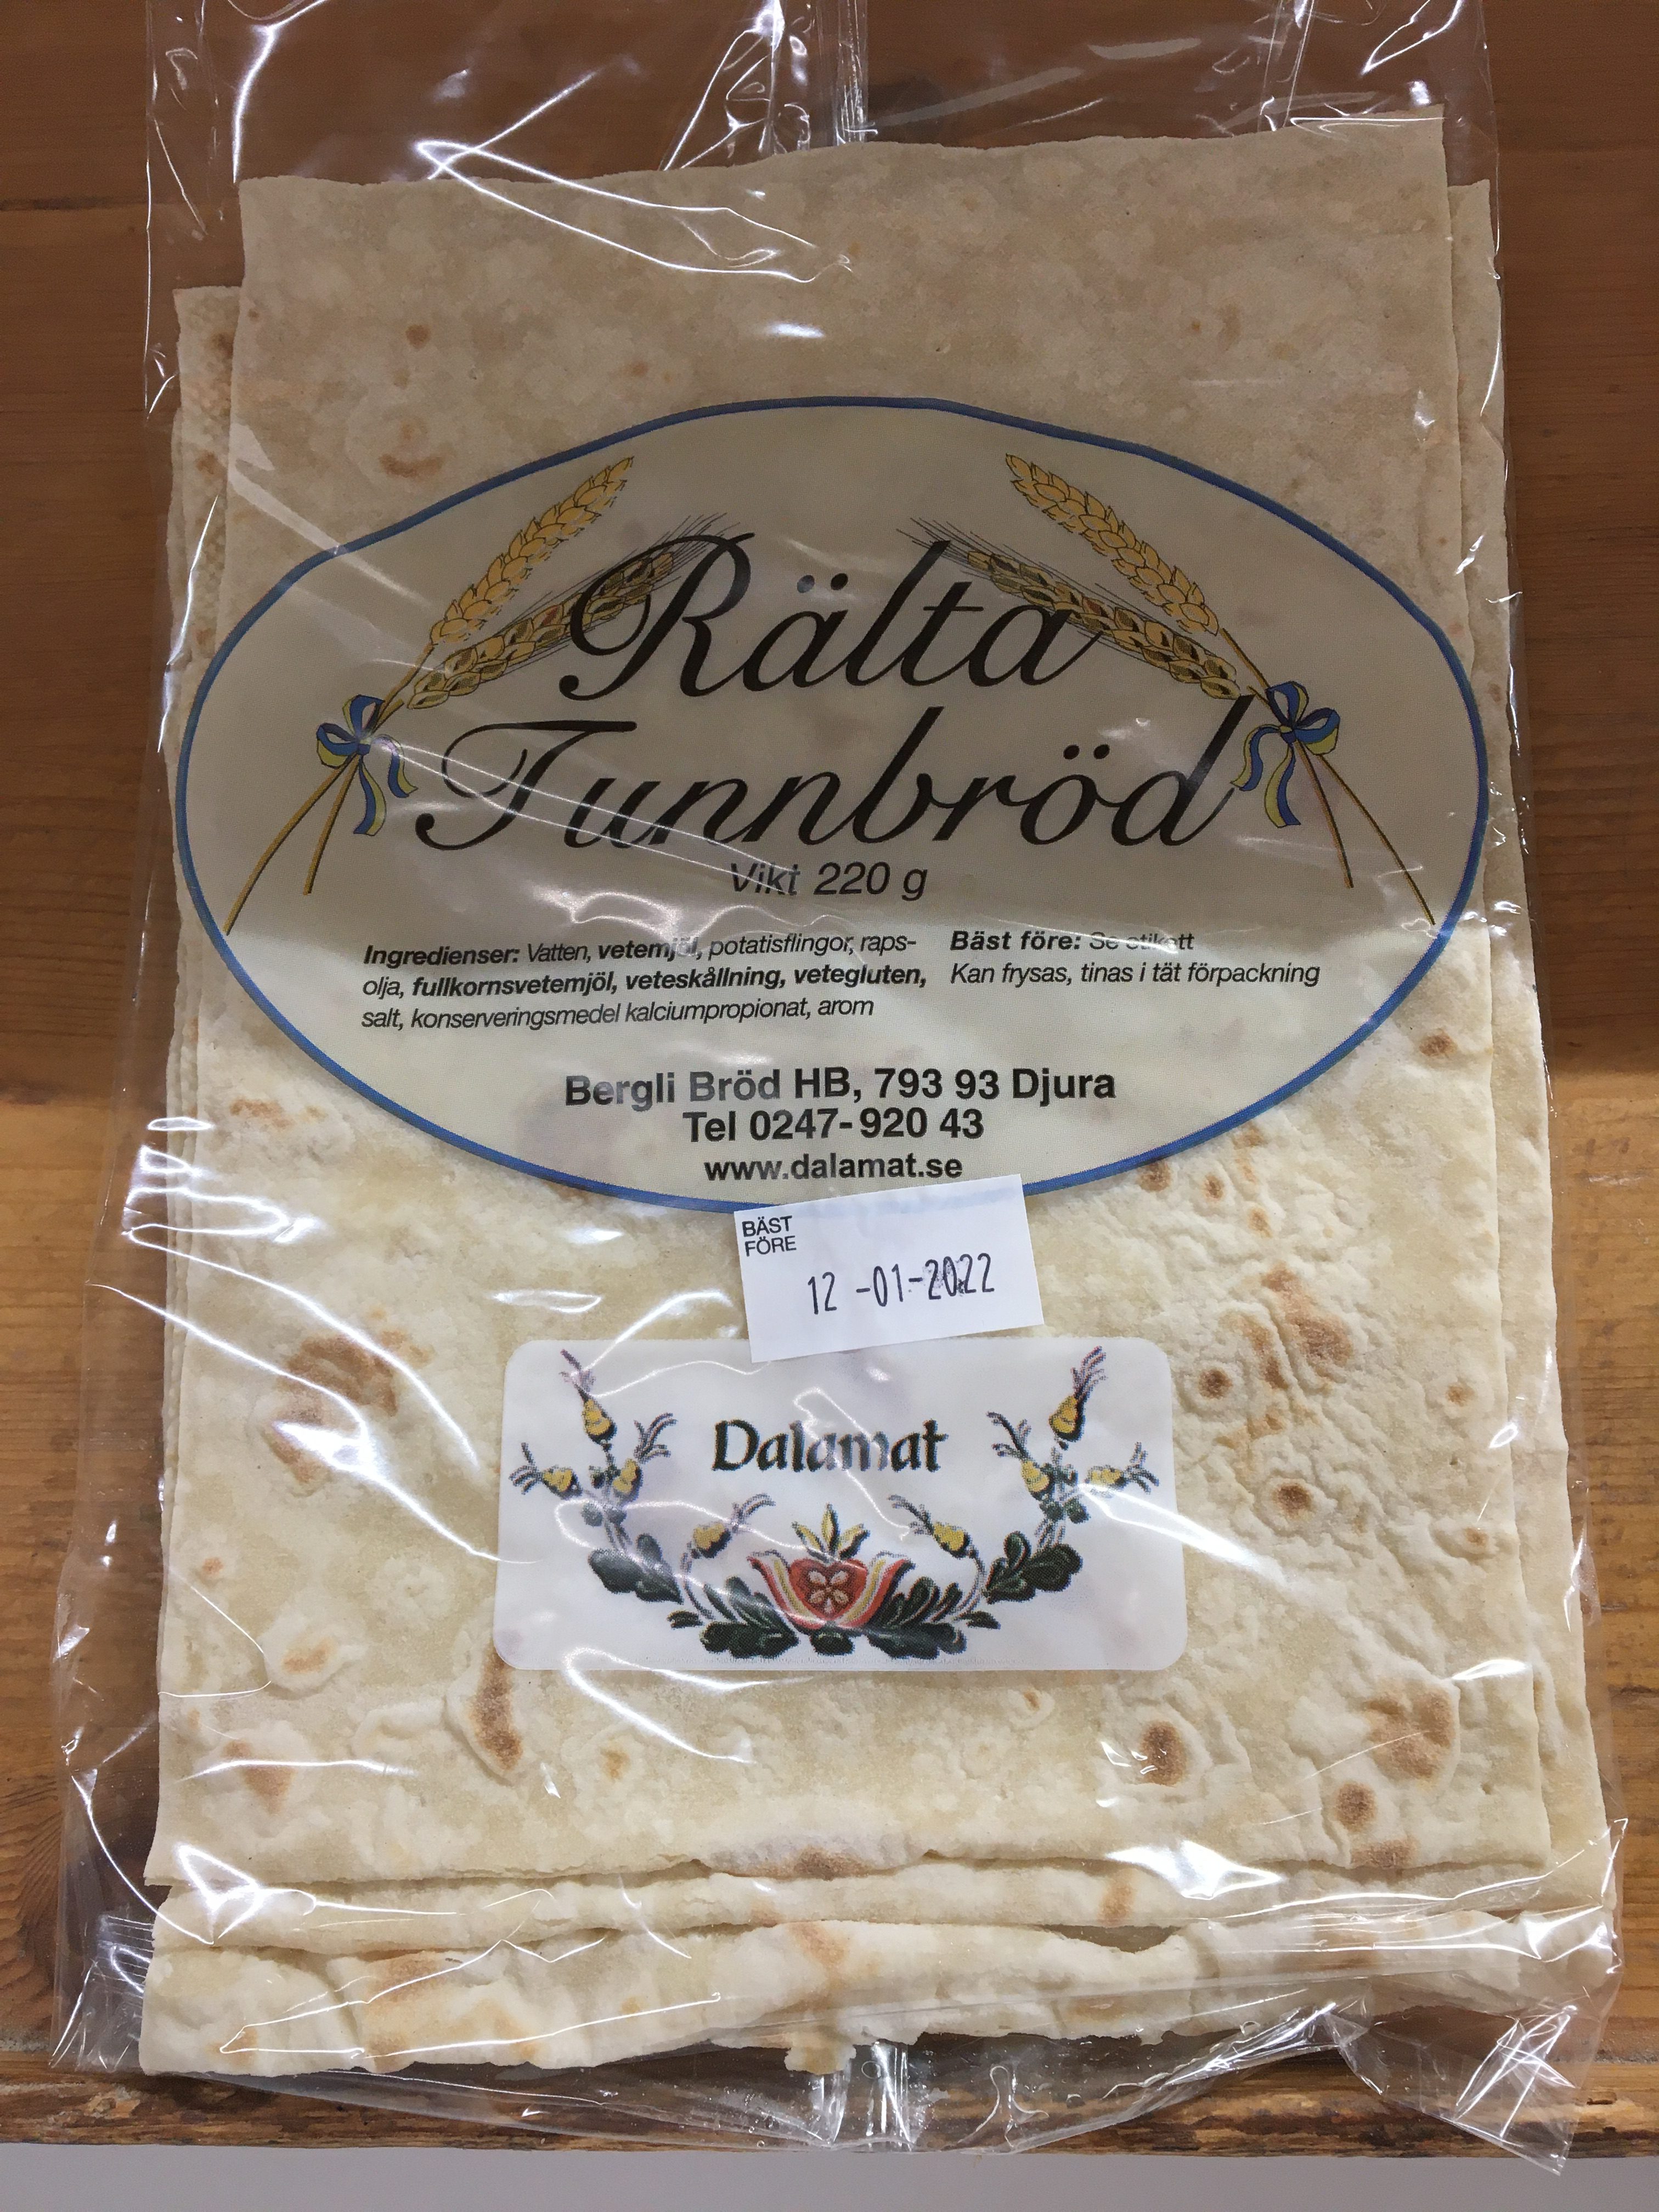 Rälta
Tunnbröd
Vikt 220 g
Ingredienser: Vatten, vetemjöl, potatisflingor, raps-
olja, fullkornsvetemjöl, veteskållning, vetegluten,
salt, konserveringsmedel kalciumpropionat, arom
Bäst före: Se etikett
Kan frysas, tinas i tät förpackning
Bergli Bröd HB, 793 93 Djura
Tel 0247-920 43
www.dalamat.se
BÄST
FÖRE
12 -01-2022
Dalamat